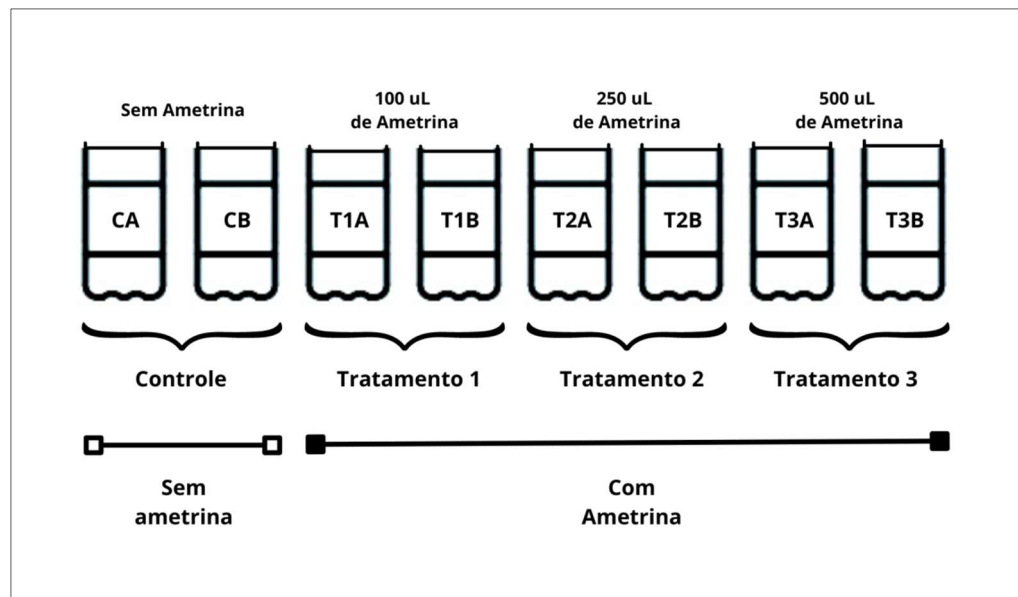 Sem Ametrina
100 uL
de Ametrina
250 uL
de Ametrina
500 uL
de Ametrina
CA
CB
T1A
T1B
T2A
T2B
T3A
T3B
Controle
Tratamento 1
Tratamento 2
Tratamento 3
Sem
ametrina
Com
Ametrina